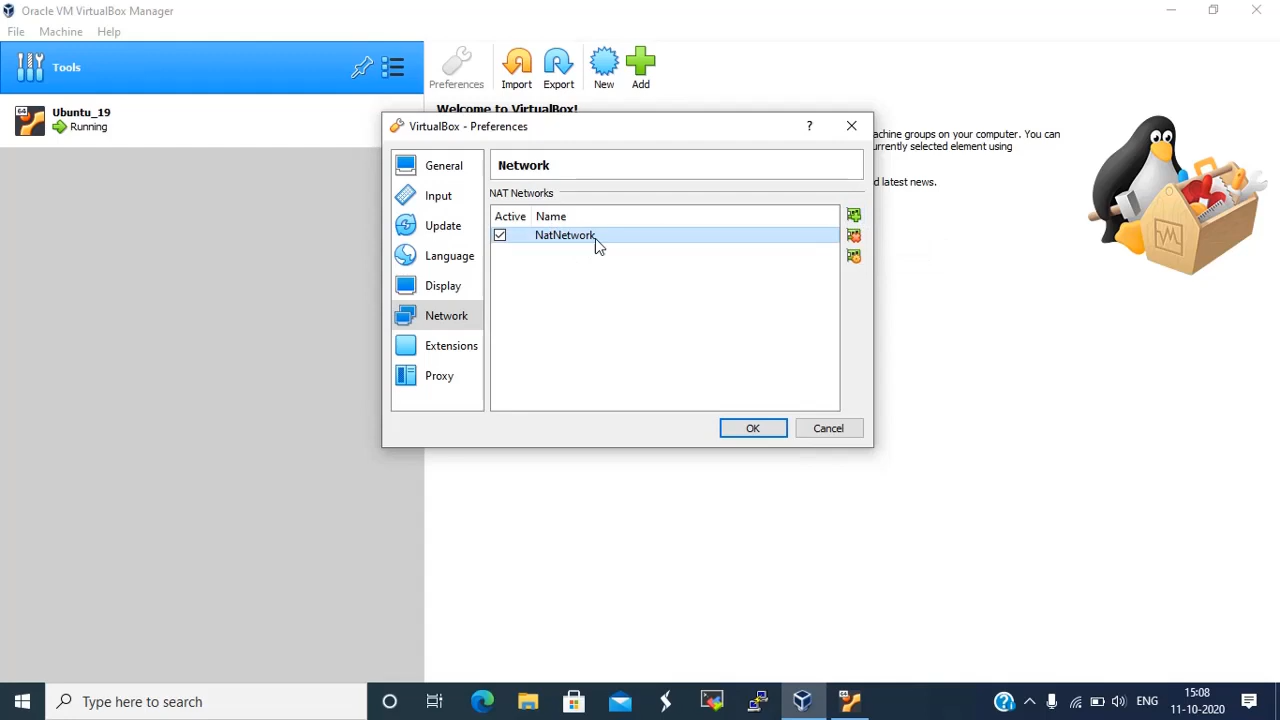 Oracle VM VirtualBox Manager
File Machine Help
Tools
Preferences Import Export New Add
64 Ubuntu_19
Running
Welcome to VirtualBox!
achine groups on your computer. You can
urrently selected element using
d latest news.
VirtualBox - Preferences ?
General
Input
Update
Language
Display
Network
Extensions
Proxy
Network
NAT Networks
Active Name
NatNetwork
OK Cancel
Type here to search
ENG
15:08
11-10-2020